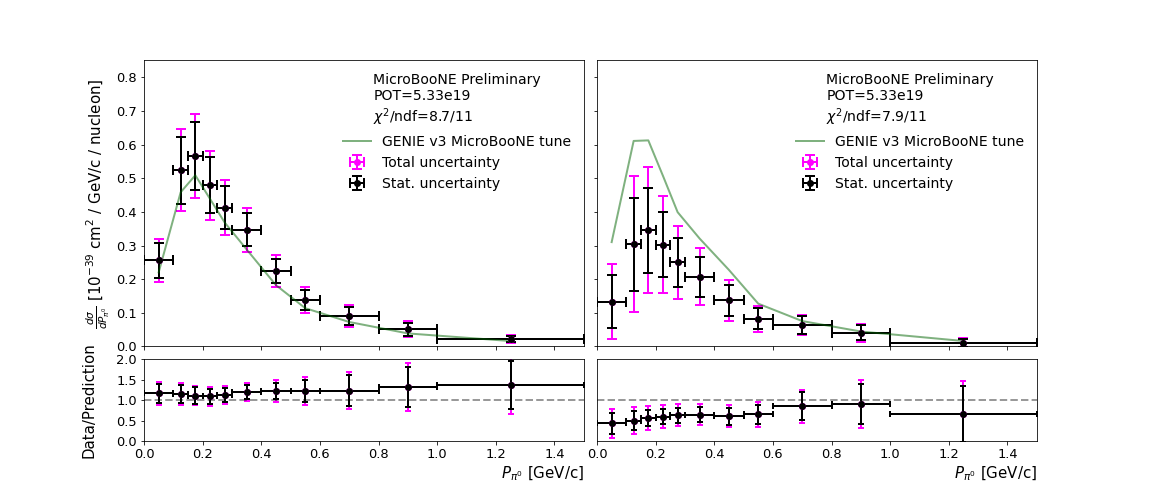 MicroBooNE Preliminary
POT=5.33e19
χ²/ndf=8.7/11
GENIE v3 MicroBooNE tune
Total uncertainty
Stat. uncertainty
0.8
0.7
0.6
0.5
0.4
0.3
0.2
0.1
0.0
dσ/dP_π⁰ [10⁻³⁹ cm² / GeV/c / nucleon]
MicroBooNE Preliminary
POT=5.33e19
χ²/ndf=7.9/11
GENIE v3 MicroBooNE tune
Total uncertainty
Stat. uncertainty
2.0
1.5
1.0
0.5
0.0
Data/Prediction
0.0 0.2 0.4 0.6 0.8 1.0 1.2 1.4
P_π⁰ [GeV/c]
0.0 0.2 0.4 0.6 0.8 1.0 1.2 1.4
P_π⁰ [GeV/c]